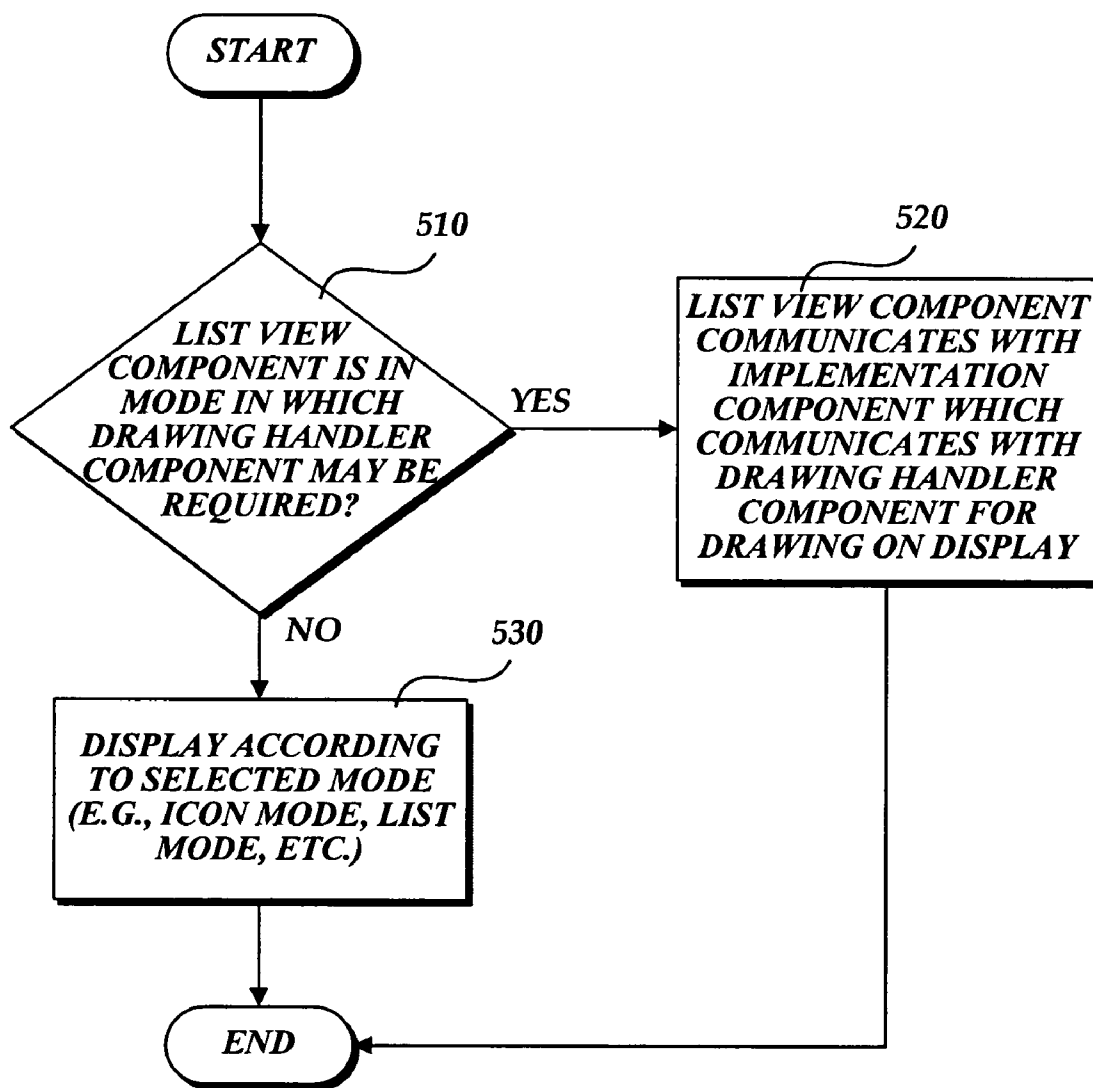 START
510
LIST VIEW
COMPONENT IS IN
MODE IN WHICH
DRAWING HANDLER
COMPONENT MAY BE
REQUIRED?
YES
520
LIST VIEW COMPONENT
COMMUNICATES WITH
IMPLEMENTATION
COMPONENT WHICH
COMMUNICATES WITH
DRAWING HANDLER
COMPONENT FOR
DRAWING ON DISPLAY
NO
530
DISPLAY ACCORDING
TO SELECTED MODE
(E.G., ICON MODE, LIST
MODE, ETC.)
END